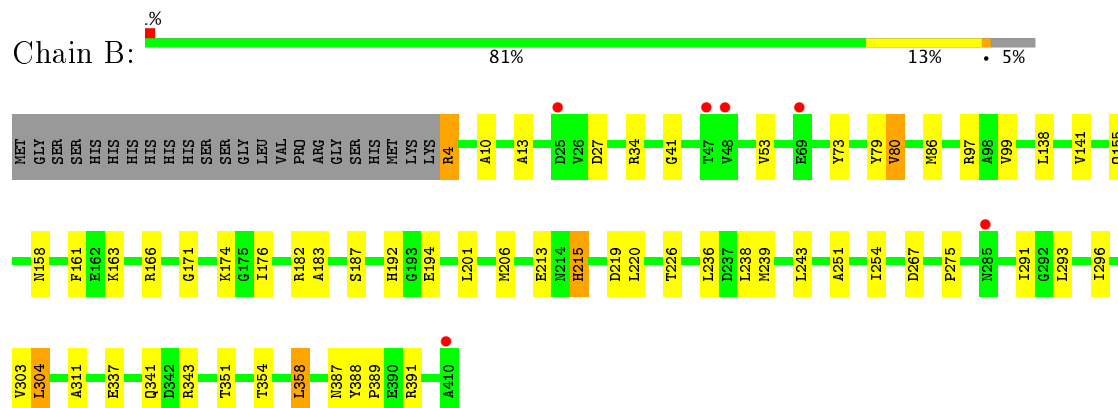 1%
Chain B:
81% 13% • 5%
MET GLY SER SER HIS HIS HIS HIS HIS HIS SER SER GLY LEU VAL PRO ARG GLY SER HIS MET LYS LYS R4 A10 A13 D25 V26 D27 R34 G41 T47 V48 V53 E69 Y73 Y79 V80 M86 R97 A98 V99 L138 V141 Q155
N158 F161 E162 K163 R166 G171 K174 G175 I176 R182 A183 S187 H192 G193 E194 L201 M206 E213 N214 H215 D219 L220 T226 L236 D237 L238 M239 L243 A251 I254 D267 P275 N285 I291 G292 L293 I296
V303 L304 A311 E337 Q341 D342 R343 T351 T354 L358 N387 Y388 P389 E390 R391 A410